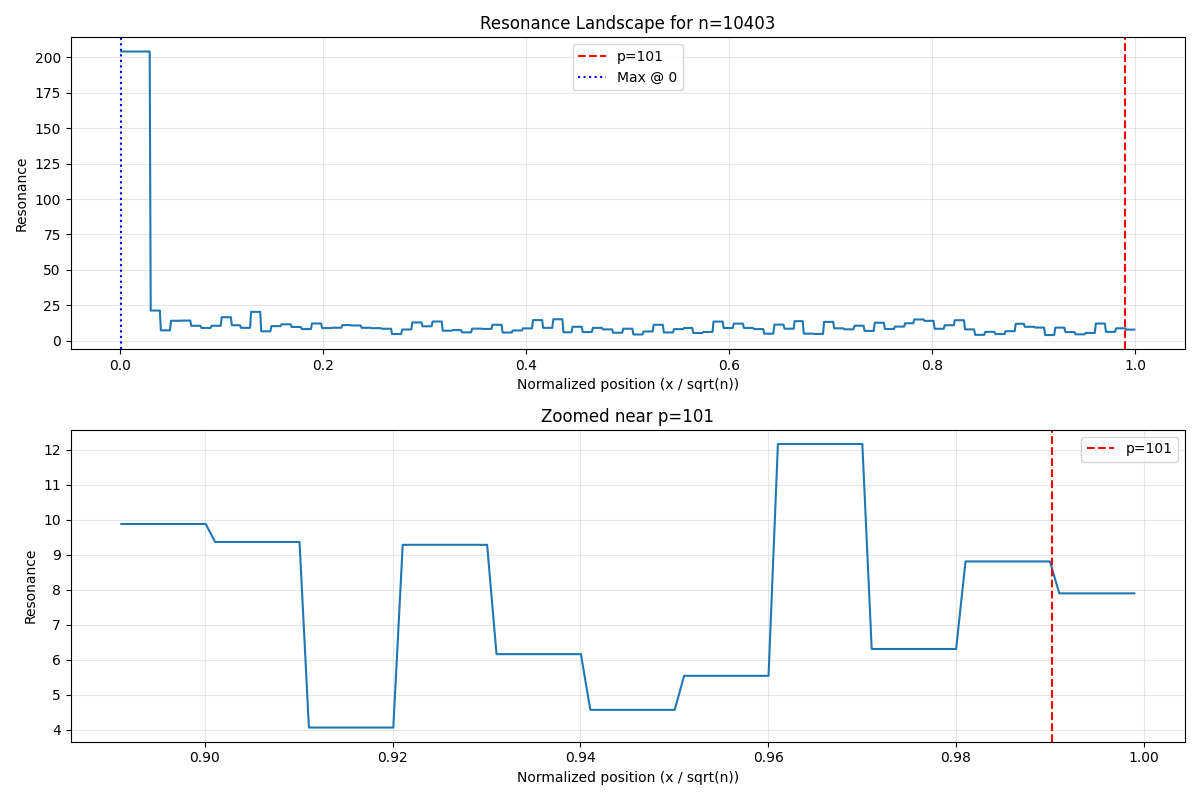 Resonance Landscape for n=10403
Resonance
200
175
150
125
100
75
50
25
0
p=101
Max @ 0
0.0 0.2 0.4 0.6 0.8 1.0
Normalized position (x / sqrt(n))
Zoomed near p=101
Resonance
12
11
10
9
8
7
6
5
4
p=101
0.90 0.92 0.94 0.96 0.98 1.00
Normalized position (x / sqrt(n))